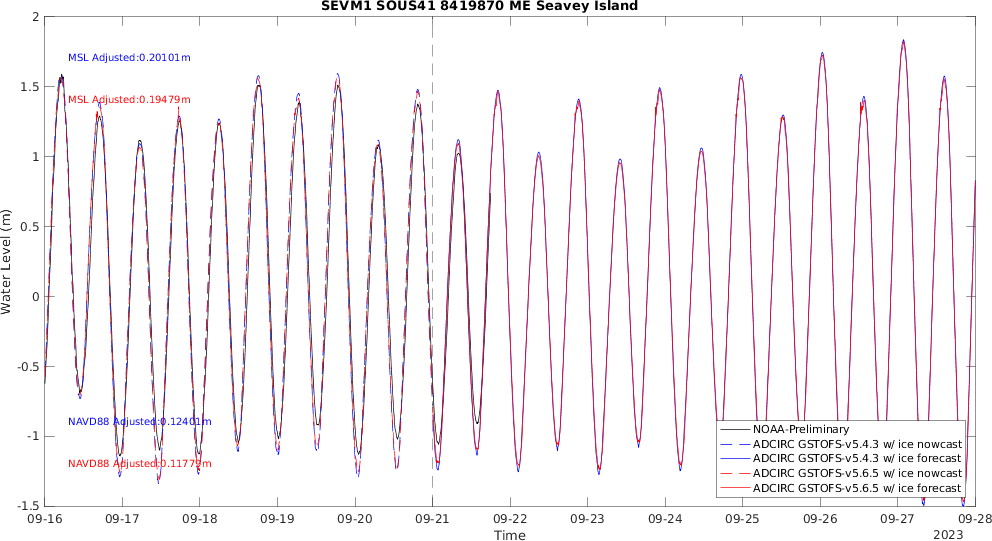 SEVM1 SOUS41 8419870 ME Seavey Island
2
1.5
1
0.5
0
-0.5
-1
-1.5
Water Level (m)
MSL Adjusted:0.20101m
MSL Adjusted:0.19479m
NAVD88 Adjusted:0.12401m
NAVD88 Adjusted:0.11779m
NOAA-Preliminary
ADCIRC GSTOFS-v5.4.3 w/ ice nowcast
ADCIRC GSTOFS-v5.4.3 w/ ice forecast
ADCIRC GSTOFS-v5.6.5 w/ ice nowcast
ADCIRC GSTOFS-v5.6.5 w/ ice forecast
09-16 09-17 09-18 09-19 09-20 09-21 09-22 09-23 09-24 09-25 09-26 09-27 09-28
Time
2023